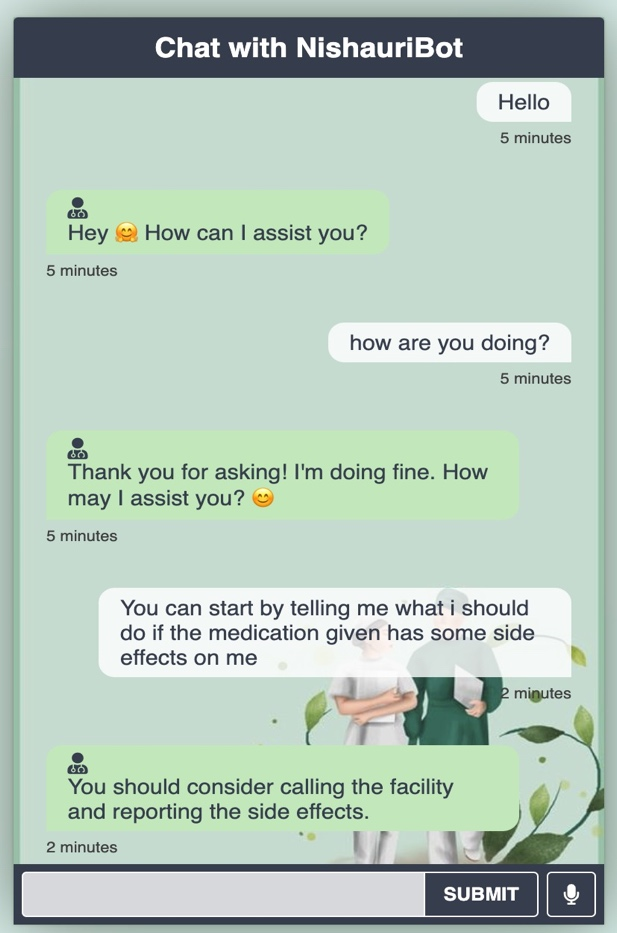 Chat with NishauriBot
Hello
5 minutes
Hey 🤗 How can I assist you?
5 minutes
how are you doing?
5 minutes
Thank you for asking! I'm doing fine. How
may I assist you? 😊
5 minutes
You can start by telling me what i should
do if the medication given has some side
effects on me
2 minutes
You should consider calling the facility
and reporting the side effects.
2 minutes
SUBMIT